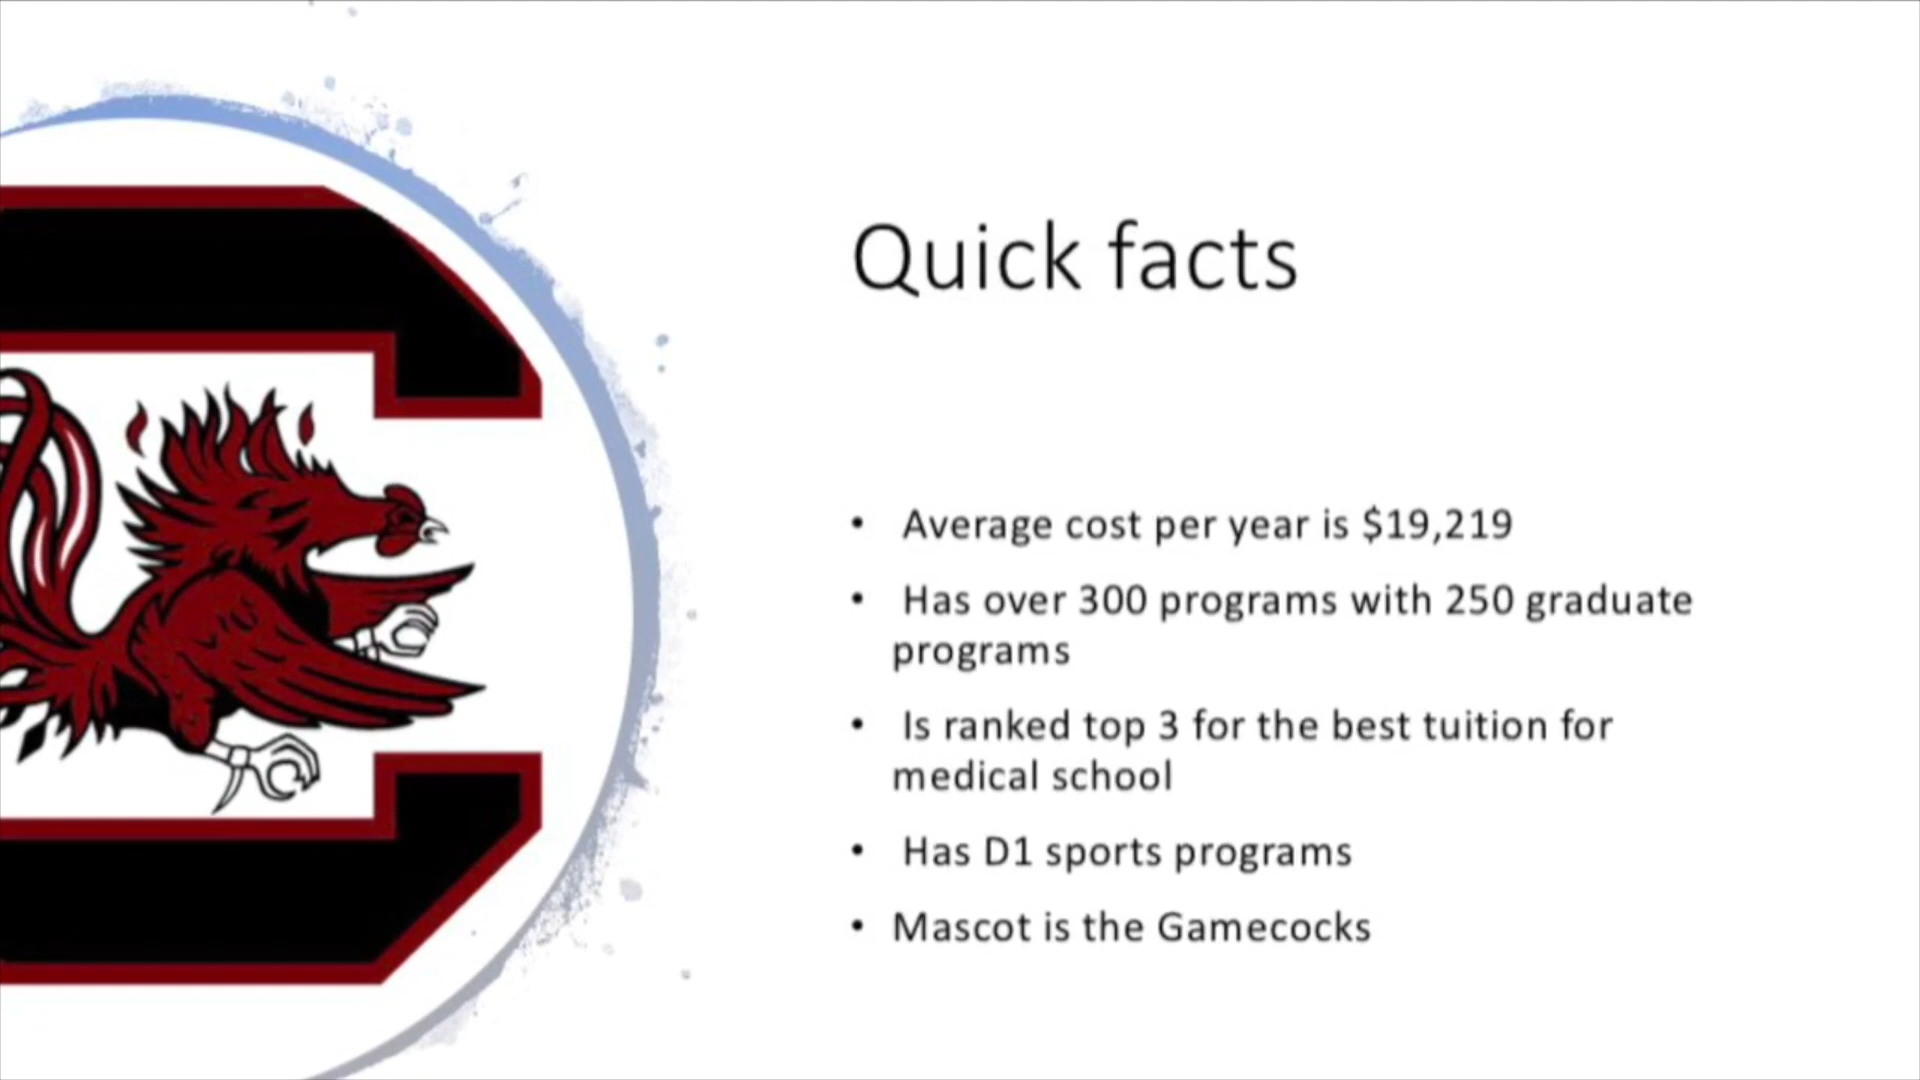 Quick facts
• Average cost per year is $19,219
• Has over 300 programs with 250 graduate
programs
• Is ranked top 3 for the best tuition for
medical school
• Has D1 sports programs
• Mascot is the Gamecocks